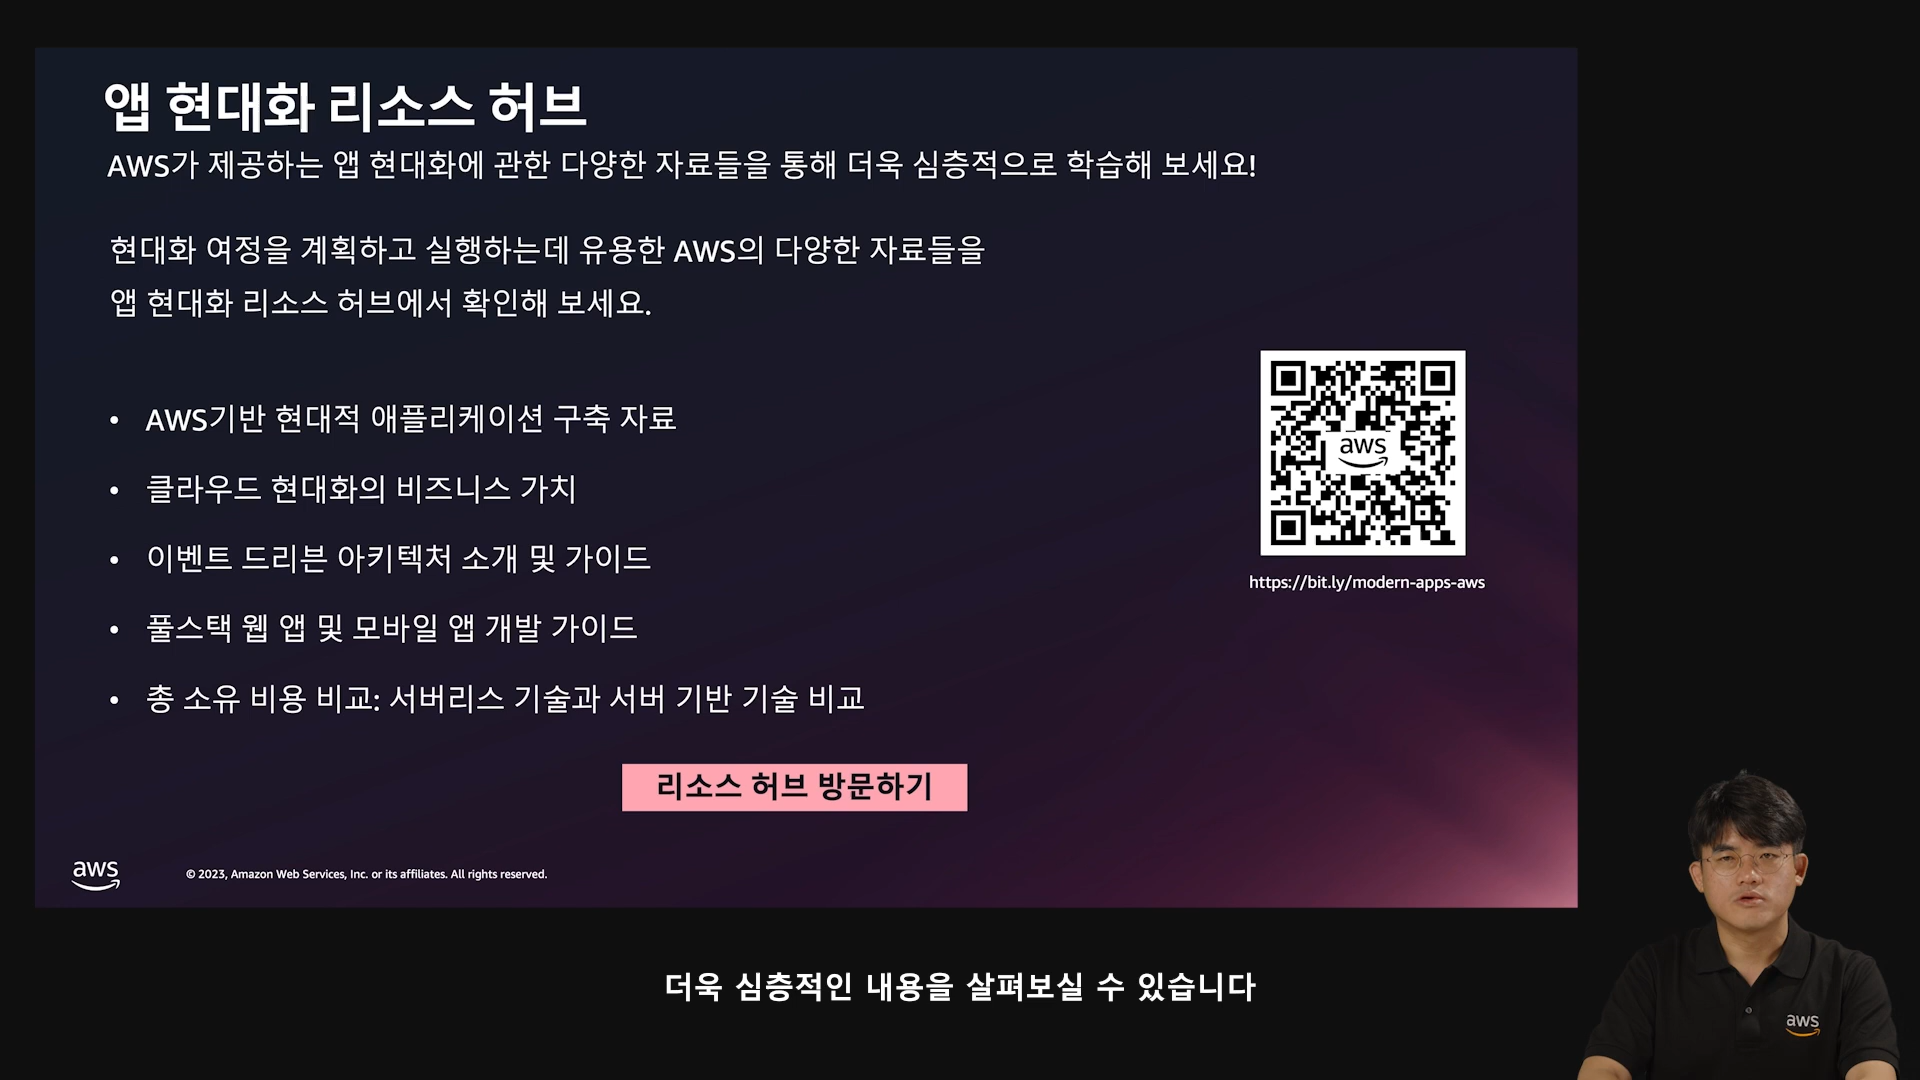 앱 현대화 리소스 허브
AWS가 제공하는 앱 현대화에 관한 다양한 자료들을 통해 더욱 심층적으로 학습해 보세요!
현대화 여정을 계획하고 실행하는데 유용한 AWS의 다양한 자료들을
앱 현대화 리소스 허브에서 확인해 보세요.
• AWS기반 현대적 애플리케이션 구축 자료
• 클라우드 현대화의 비즈니스 가치
• 이벤트 드리븐 아키텍처 소개 및 가이드
• 풀스택 웹 앱 및 모바일 앱 개발 가이드
• 총 소유 비용 비교: 서버리스 기술과 서버 기반 기술 비교
aws
https://bit.ly/modern-apps-aws
리소스 허브 방문하기
aws
© 2023, Amazon Web Services, Inc. or its affiliates. All rights reserved.
더욱 심층적인 내용을 살펴보실 수 있습니다
aws